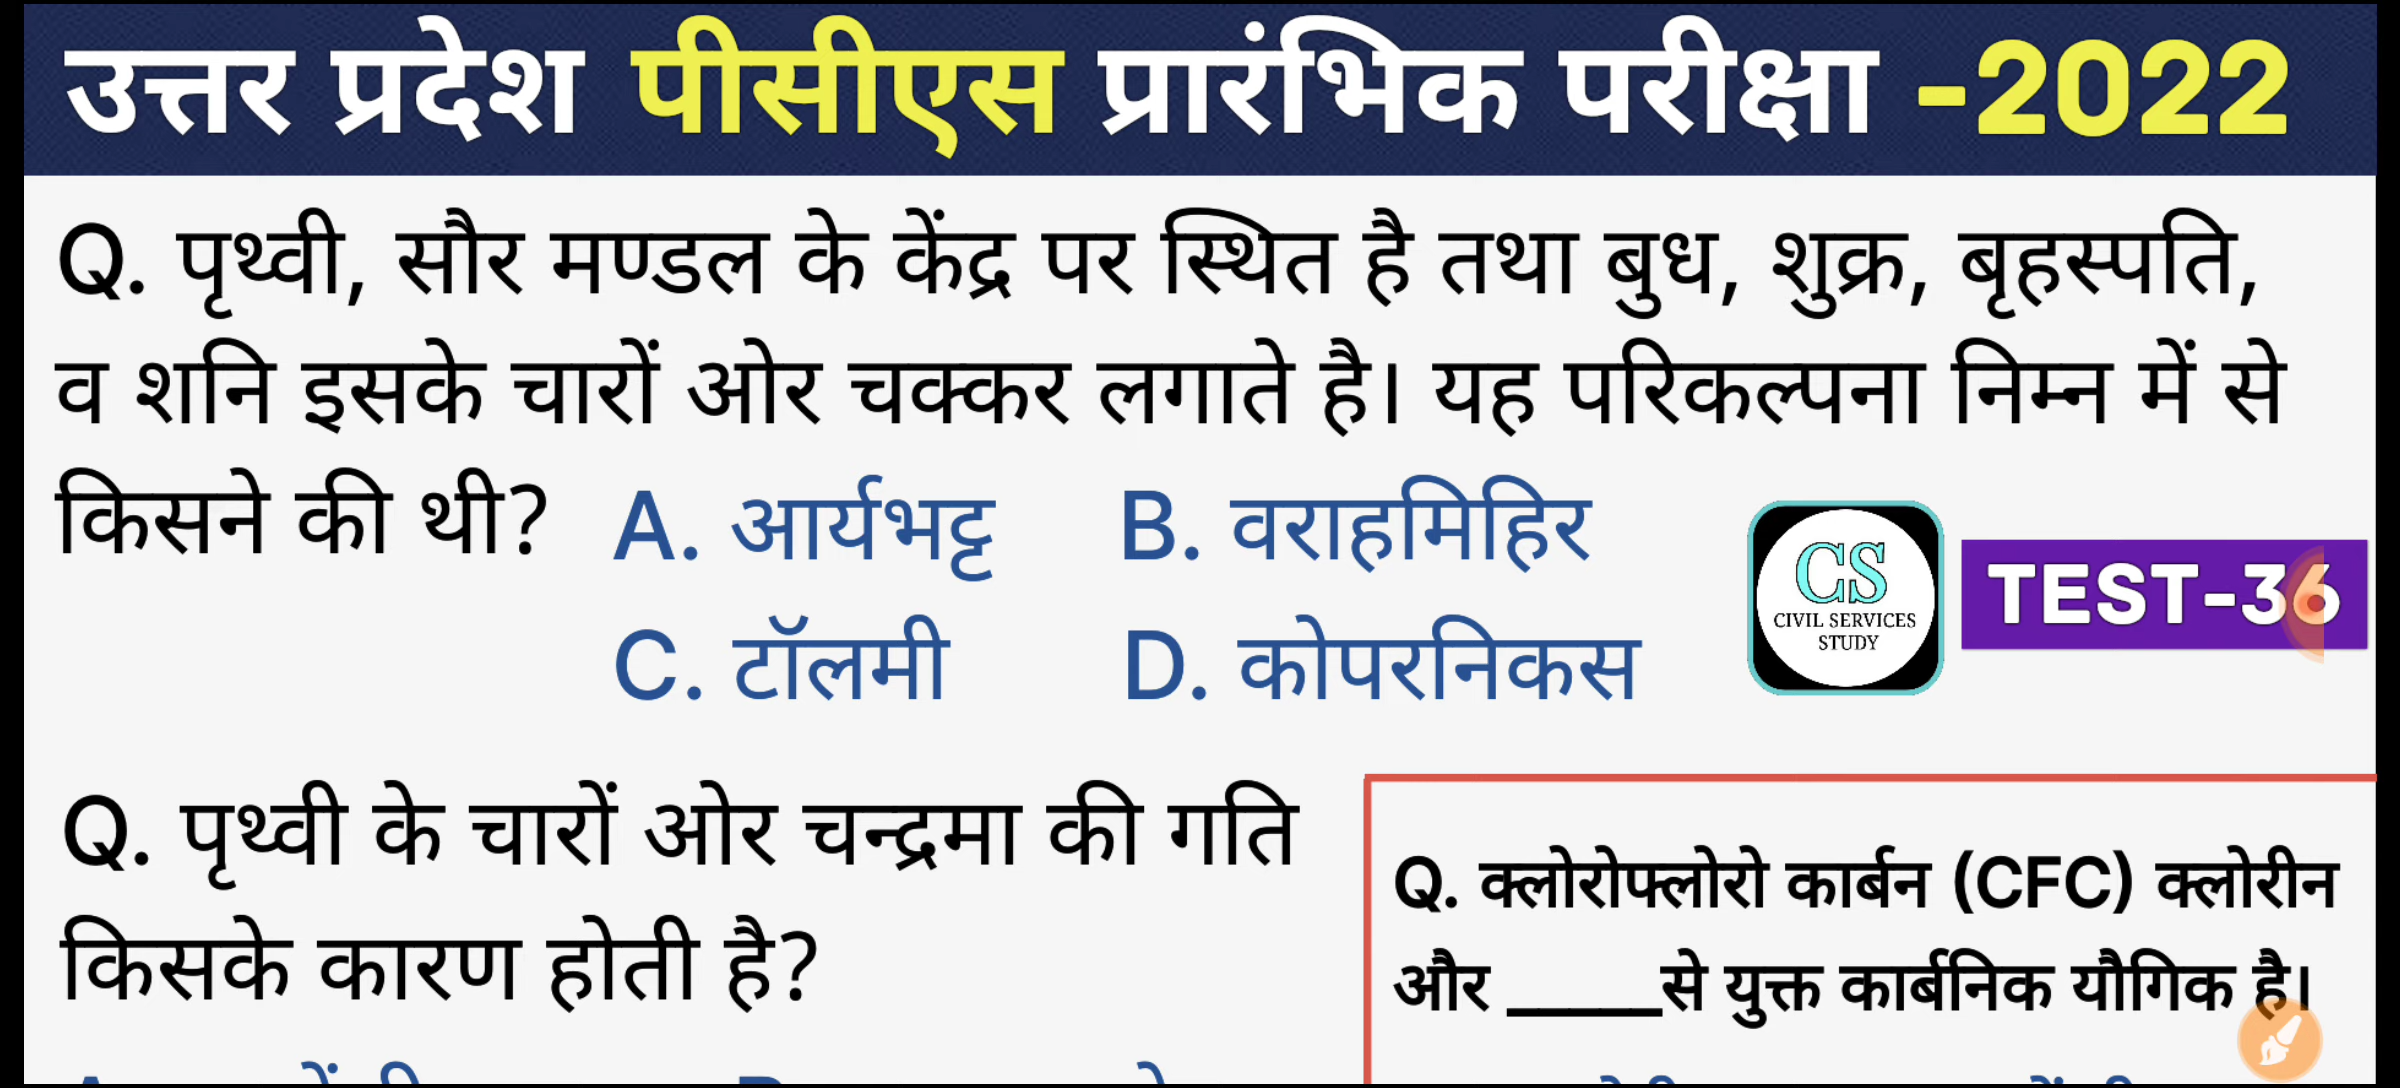 उत्तर प्रदेश पीसीएस प्रारंभिक परीक्षा -2022
Q. पृथ्वी, सौर मण्डल के केंद्र पर स्थित है तथा बुध, शुक्र, बृहस्पति,
व शनि इसके चारों ओर चक्कर लगाते है। यह परिकल्पना निम्न में से
किसने की थी? A. आर्यभट्ट B. वराहमिहिर
C. टॉलमी D. कोपरनिकस
CS
CIVIL SERVICES
STUDY
TEST-36
Q. पृथ्वी के चारों ओर चन्द्रमा की गति
किसके कारण होती है?
Q. क्लोरोफ्लोरो कार्बन (CFC) क्लोरीन
और _____से युक्त कार्बनिक यौगिक है।